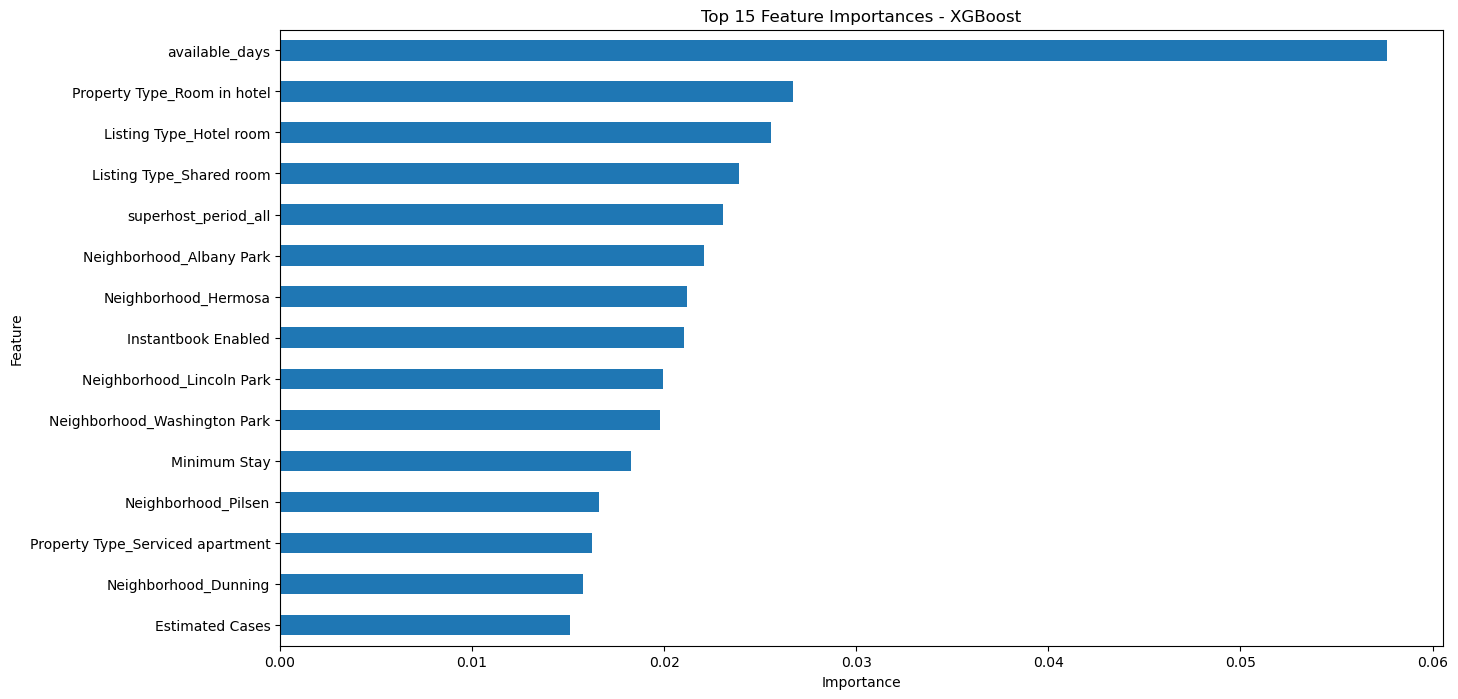 Top 15 Feature Importances - XGBoost
available_days
Property Type_Room in hotel
Listing Type_Hotel room
Listing Type_Shared room
superhost_period_all
Neighborhood_Albany Park
Neighborhood_Hermosa
Instantbook Enabled
Neighborhood_Lincoln Park
Neighborhood_Washington Park
Minimum Stay
Neighborhood_Pilsen
Property Type_Serviced apartment
Neighborhood_Dunning
Estimated Cases
Feature
0.00 0.01 0.02 0.03 0.04 0.05 0.06
Importance